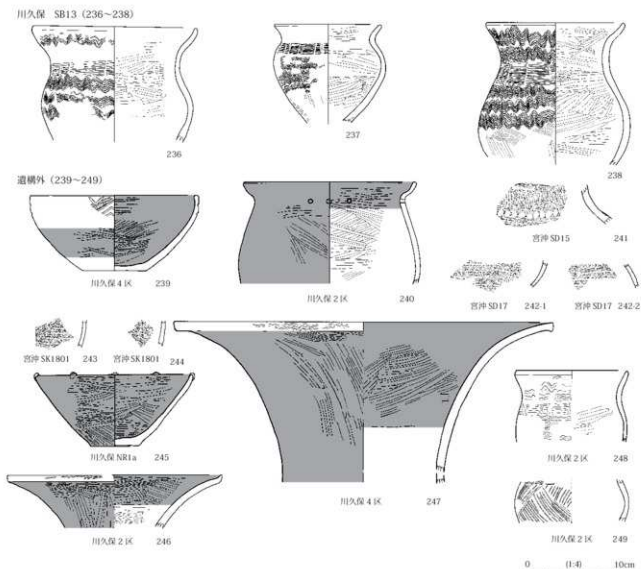 川久保 SB13（236～238）
236
237
238
遺構外（239～249）
川久保4区 239
川久保2区 240
宮沖 SD15 241
宮沖 SD17 242-1
宮沖 SD17 242-2
宮沖 SK1801 243
宮沖 SK1801 244
川久保 NR1a 245
川久保2区 246
川久保4区 247
川久保2区 248
川久保2区 249
0 (1:4) 10cm